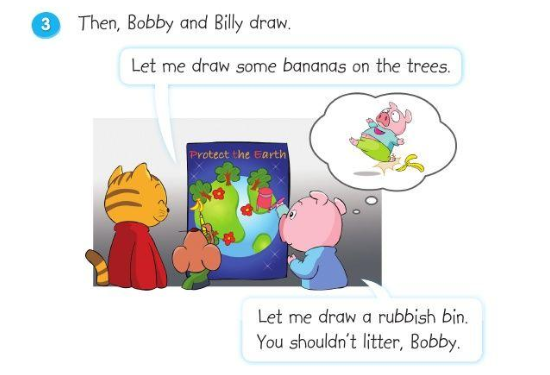 3 Then, Bobby and Billy draw.
Let me draw some bananas on the trees.
Protect the Earth
Let me draw a rubbish bin.
You shouldn't litter, Bobby.